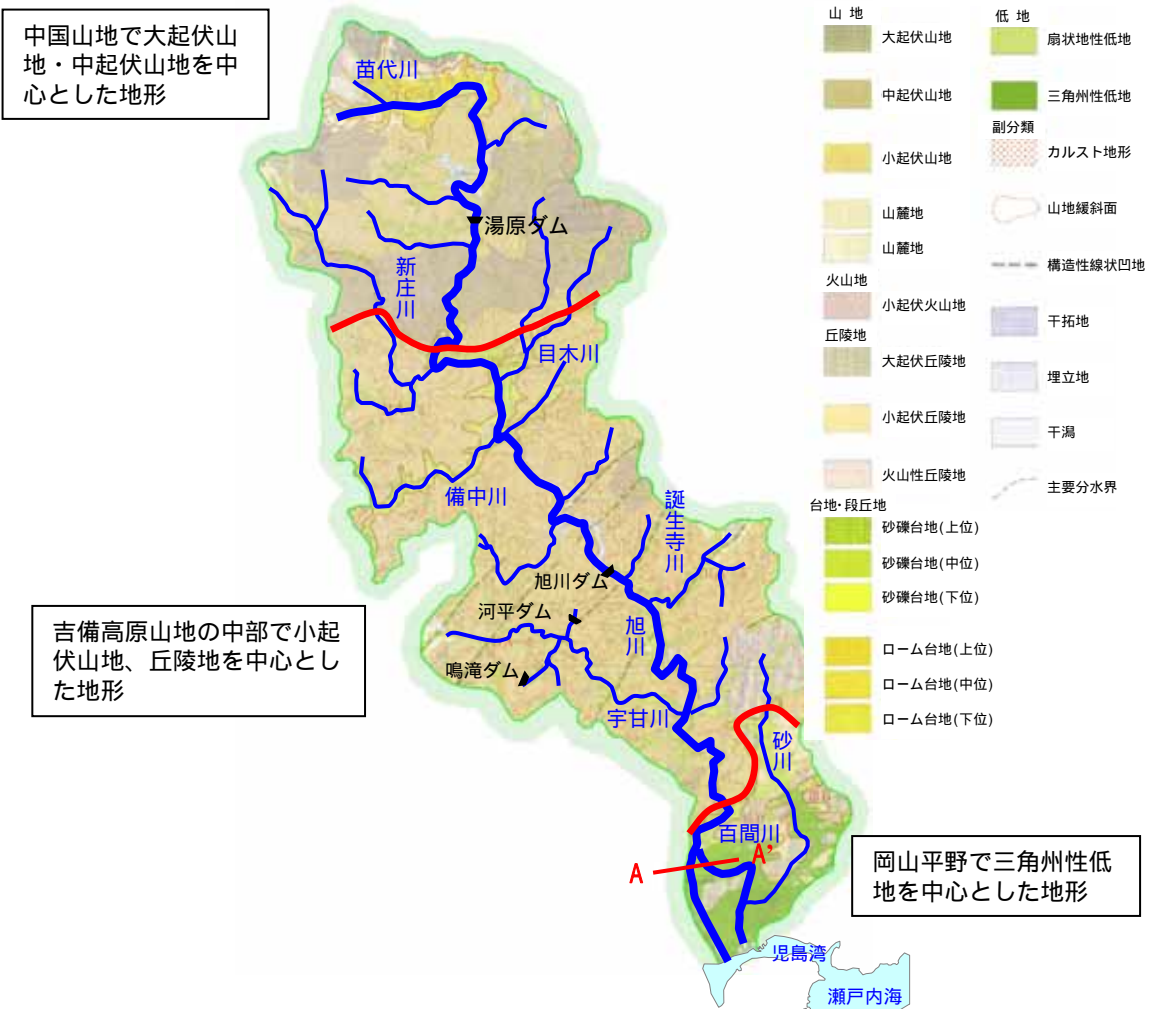 中国山地で大起伏山
地・中起伏山地を中
心とした地形
苗代川
湯原ダム
新庄川
目木川
備中川
誕生寺川
旭川ダム
河平ダム
旭川
鳴滝ダム
宇甘川
砂川
百間川
A
A'
児島湾
瀬戸内海
吉備高原山地の中部で小起
伏山地、丘陵地を中心とし
た地形
岡山平野で三角州性低
地を中心とした地形
山 地
大起伏山地
中起伏山地
小起伏山地
山麓地
山麓地
火山地
小起伏火山地
丘陵地
大起伏丘陵地
小起伏丘陵地
火山性丘陵地
台地・段丘地
砂礫台地(上位)
砂礫台地(中位)
砂礫台地(下位)
ローム台地(上位)
ローム台地(中位)
ローム台地(下位)
低 地
扇状地性低地
三角州性低地
副分類
カルスト地形
山地緩斜面
構造性線状凹地
干拓地
埋立地
干潟
主要分水界